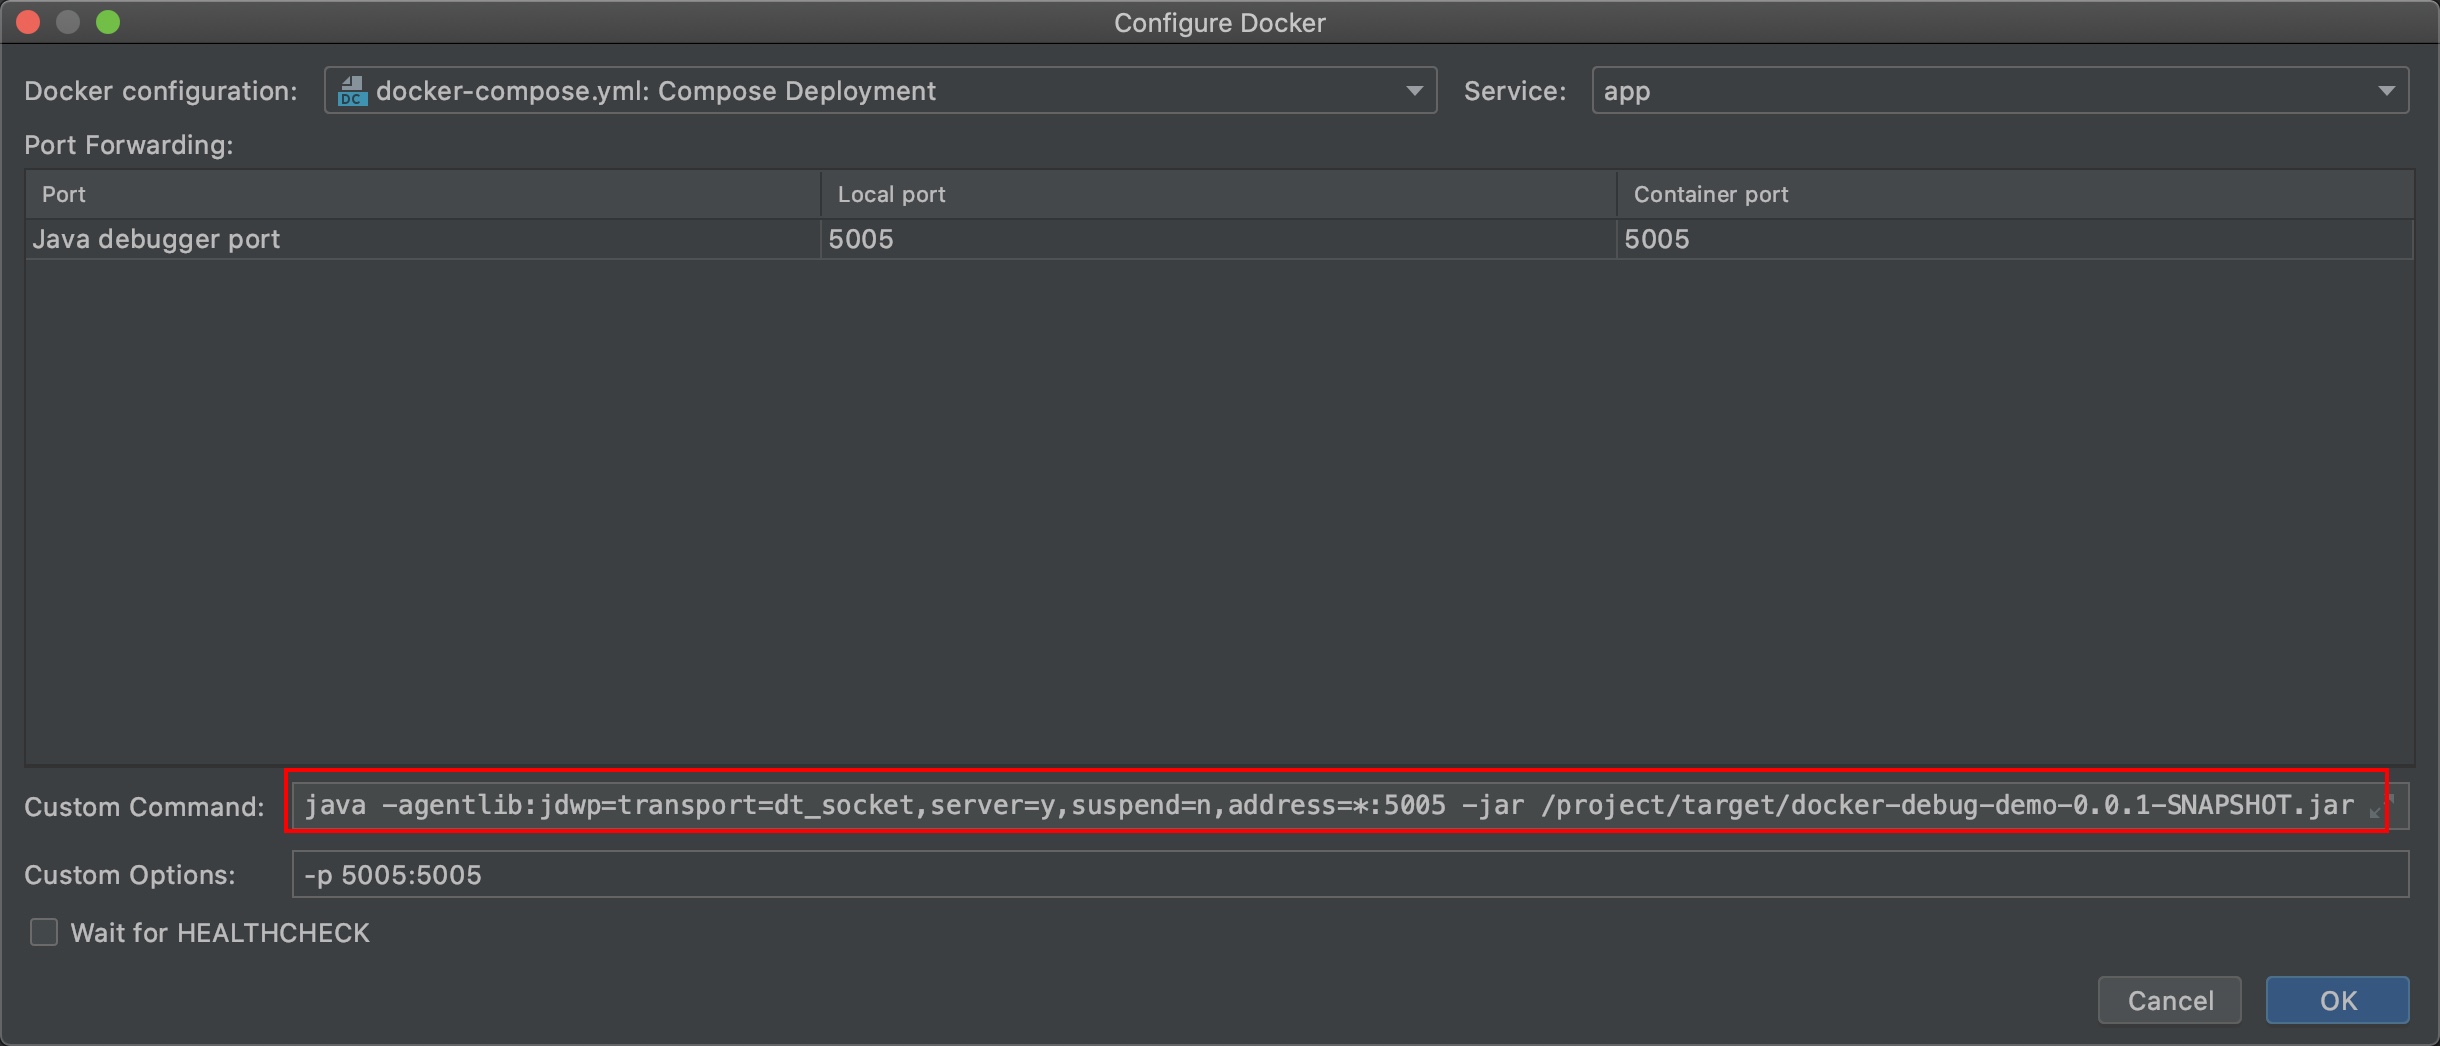 Configure Docker
Docker configuration: DC docker-compose.yml: Compose Deployment Service: app
Port Forwarding:
Port Local port Container port
Java debugger port 5005 5005
Custom Command: java -agentlib:jdwp=transport=dt_socket,server=y,suspend=n,address=*:5005 -jar /project/target/docker-debug-demo-0.0.1-SNAPSHOT.jar
Custom Options: -p 5005:5005
Wait for HEALTHCHECK
Cancel OK